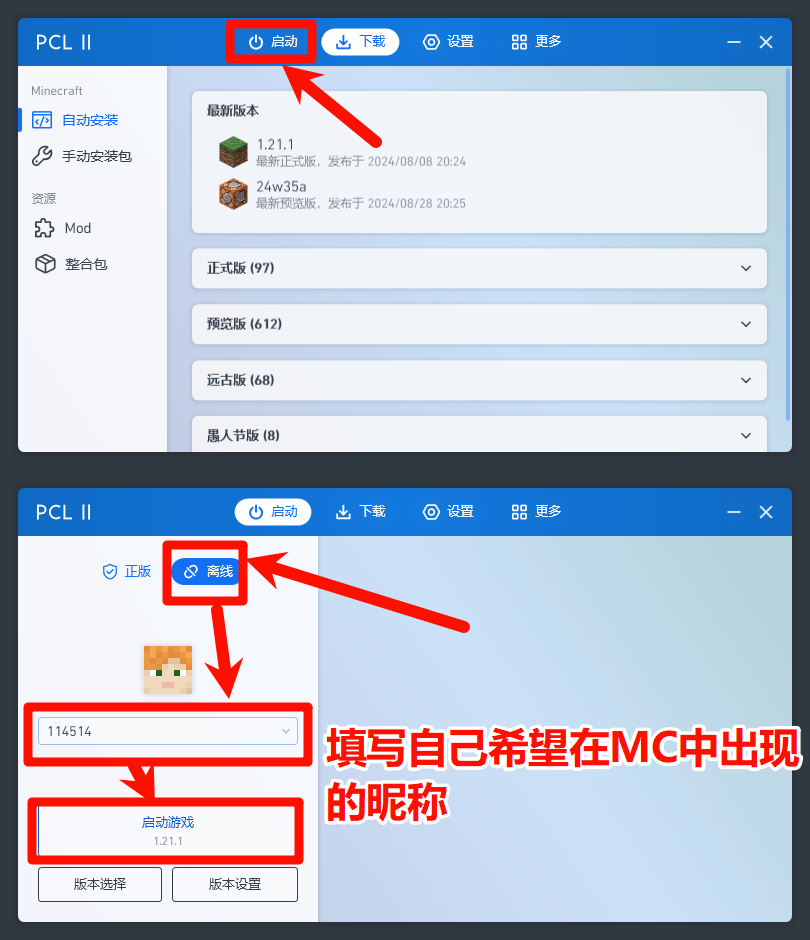 PCL II
启动
下载
设置
更多
Minecraft
自动安装
手动安装包
资源
Mod
整合包
最新版本
1.21.1
最新正式版，发布于 2024/08/08 20:24
24w35a
最新预览版，发布于 2024/08/28 20:25
正式版 (97)
预览版 (612)
远古版 (68)
愚人节版 (8)
PCL II
启动
下载
设置
更多
正版
离线
114514
启动游戏
1.21.1
版本选择
版本设置
填写自己希望在MC中出现
的昵称